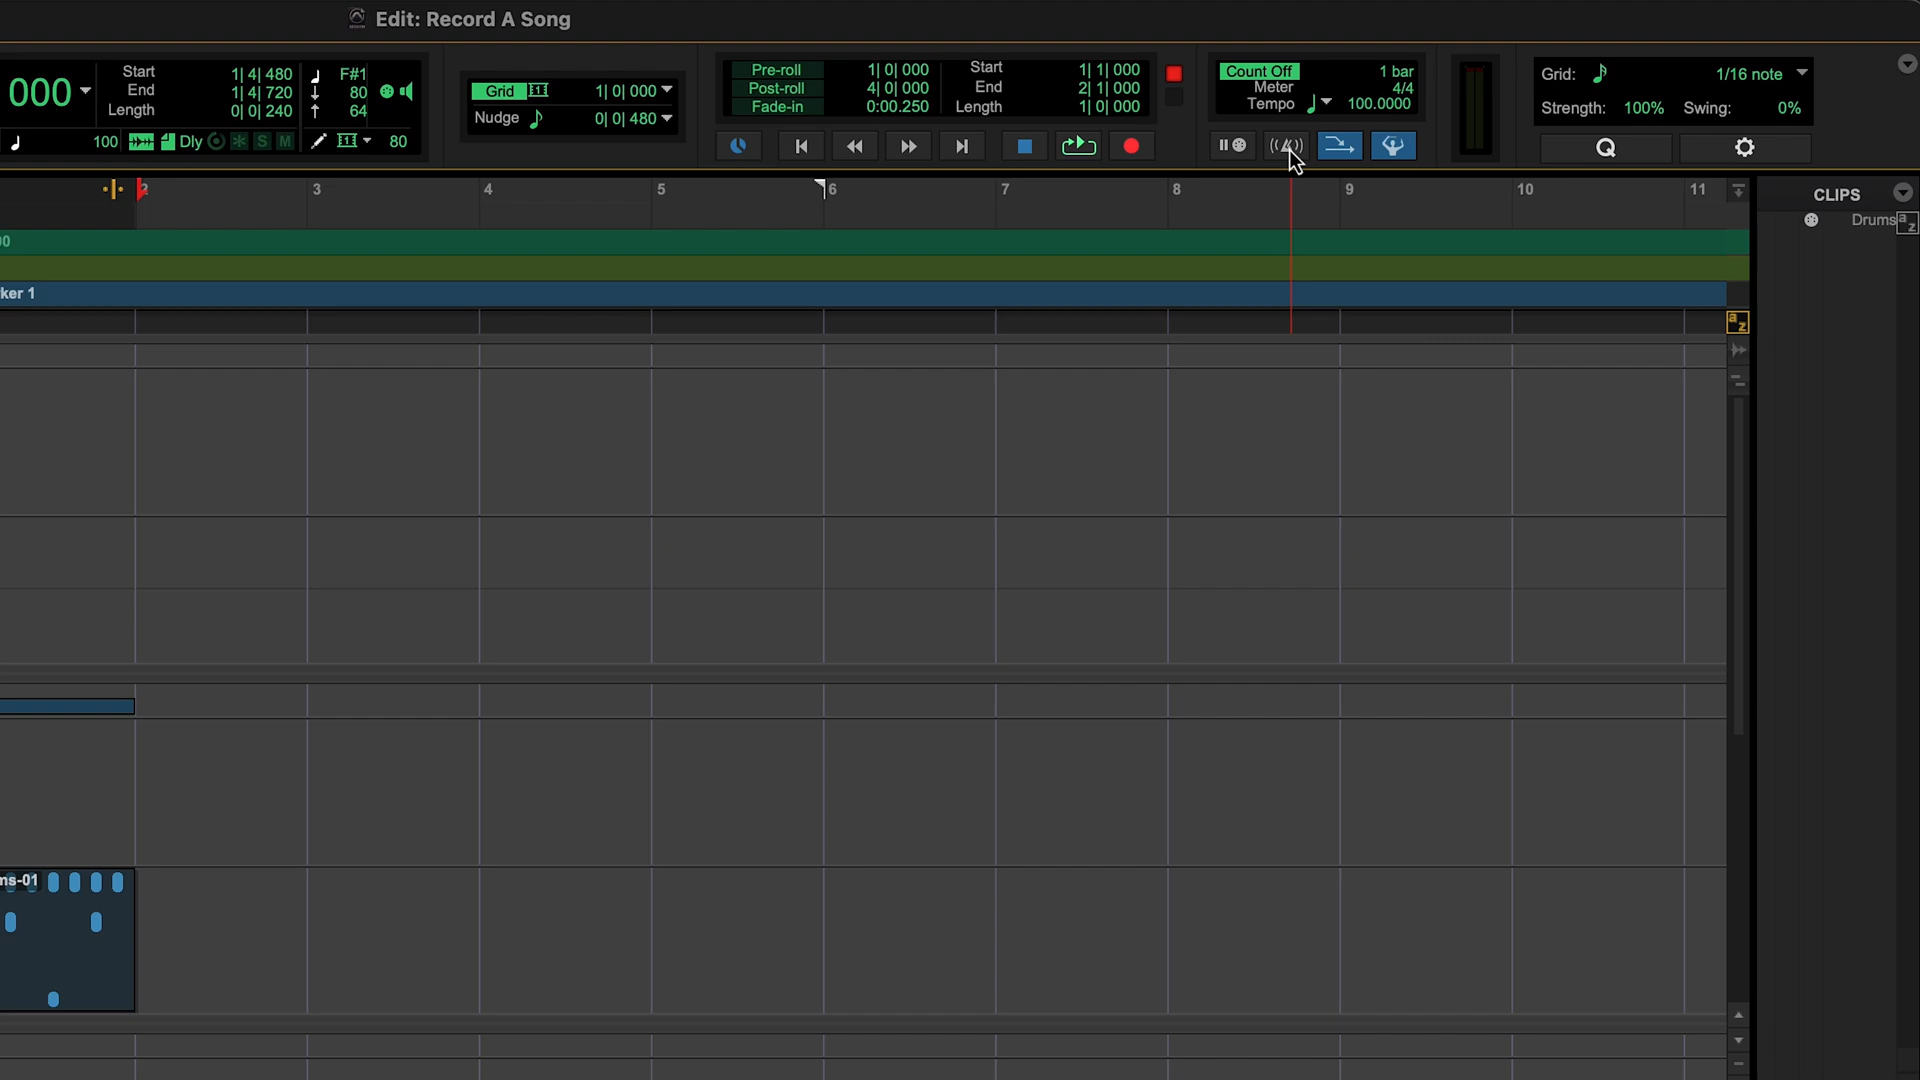 Edit: Record A Song
000
Start 1| 4| 480
End 1| 4| 720
Length 0| 0| 240
F#1
80
64
100 Dly S M 80
Grid 1| 0| 000
Nudge 0| 0| 480
Pre-roll 1| 0| 000
Post-roll 4| 0| 000
Fade-in 0:00.250
Start 1| 1| 000
End 2| 1| 000
Length 1| 0| 000
Count Off 1 bar
Meter 4/4
Tempo 100.0000
Grid: 1/16 note
Strength: 100% Swing: 0%
Q
2 3 4 5 6 7 8 9 10 11
CLIPS
Drums
a z
00
ker 1
a z
ms-01